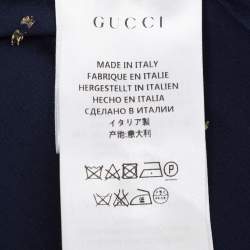 GUCCI
MADE IN ITALY
FABRIQUE EN ITALIE
HERGESTELLT IN ITALIEN
HECHO EN ITALIA
СДЕЛАНО В ИТАЛИИ
イタリア製
产地:意大利